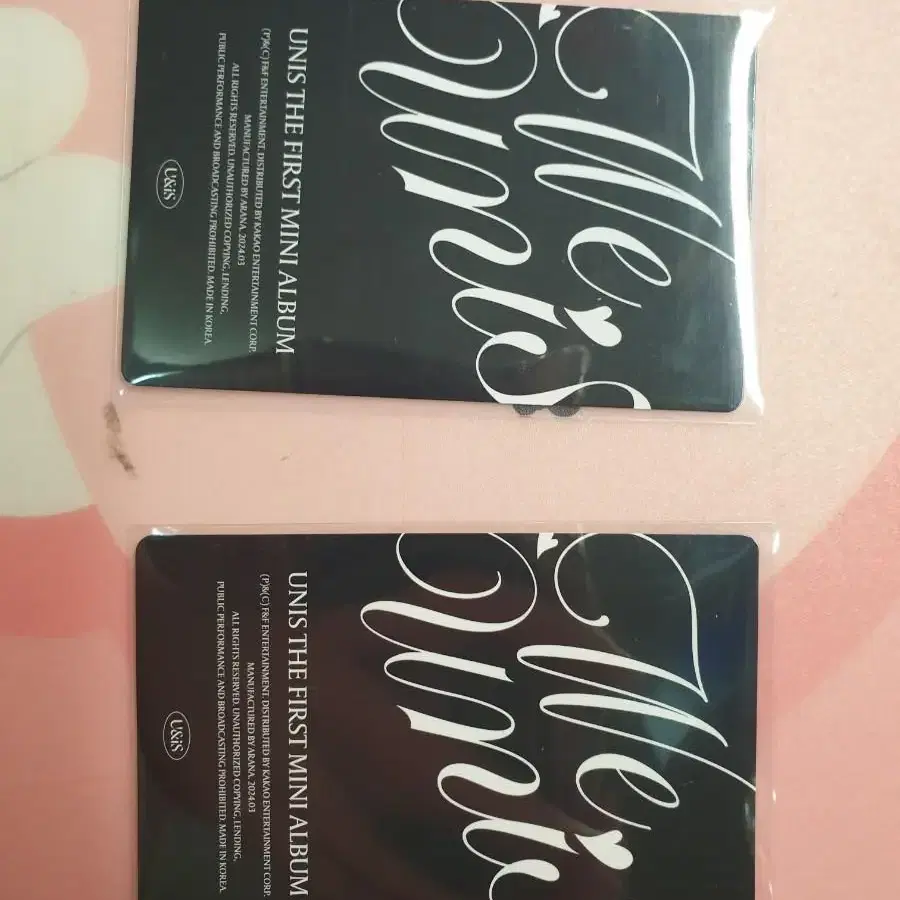 We
Unis
UNIS THE FIRST MINI ALBUM
(P)&(C) F&F ENTERTAINMENT. DISTRIBUTED BY KAKAO ENTERTAINMENT CORP.
MANUFACTURED BY ARANA. 2024.03
ALL RIGHTS RESERVED. UNAUTHORIZED COPYING, LENDING,
PUBLIC PERFORMANCE AND BROADCASTING PROHIBITED. MADE IN KOREA.
U&iS
We
Unis
UNIS THE FIRST MINI ALBUM
(P)&(C) F&F ENTERTAINMENT. DISTRIBUTED BY KAKAO ENTERTAINMENT CORP.
MANUFACTURED BY ARANA. 2024.03
ALL RIGHTS RESERVED. UNAUTHORIZED COPYING, LENDING,
PUBLIC PERFORMANCE AND BROADCASTING PROHIBITED. MADE IN KOREA.
U&iS